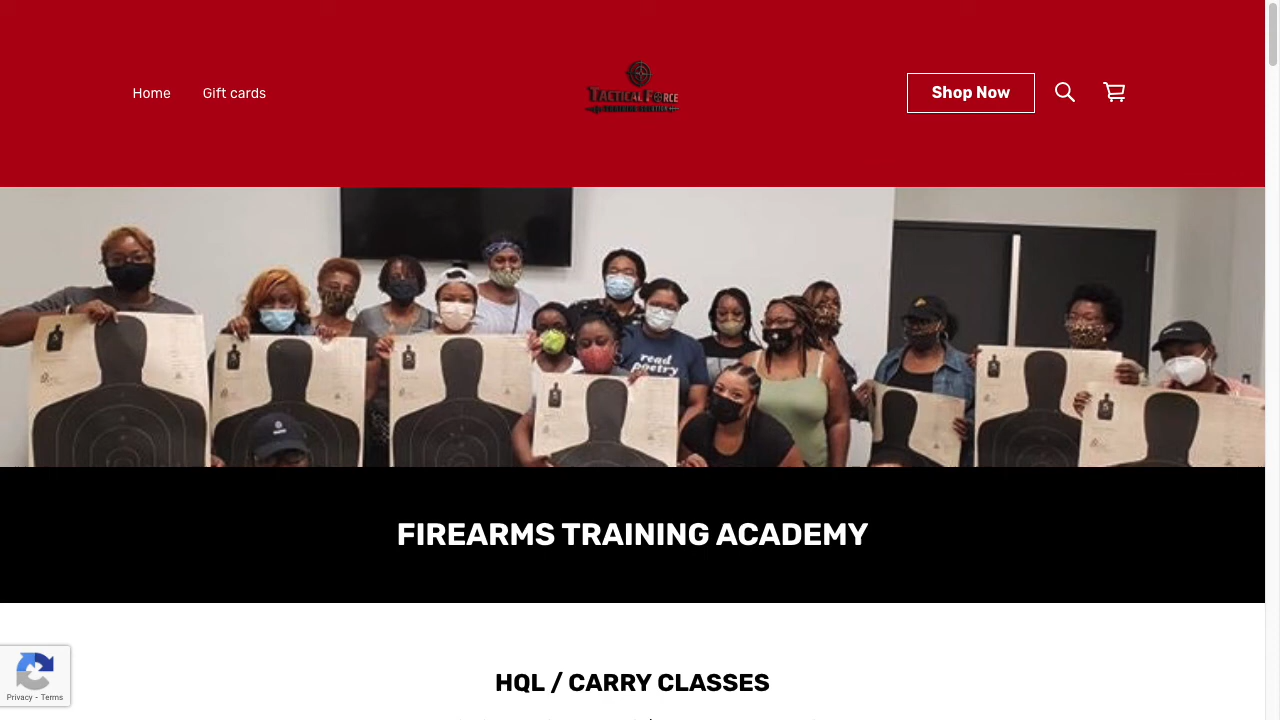 Home
Gift cards
TACTICAL FORCE
Shop Now
read
poetry
FIREARMS TRAINING ACADEMY
HQL / CARRY CLASSES
Privacy - Terms